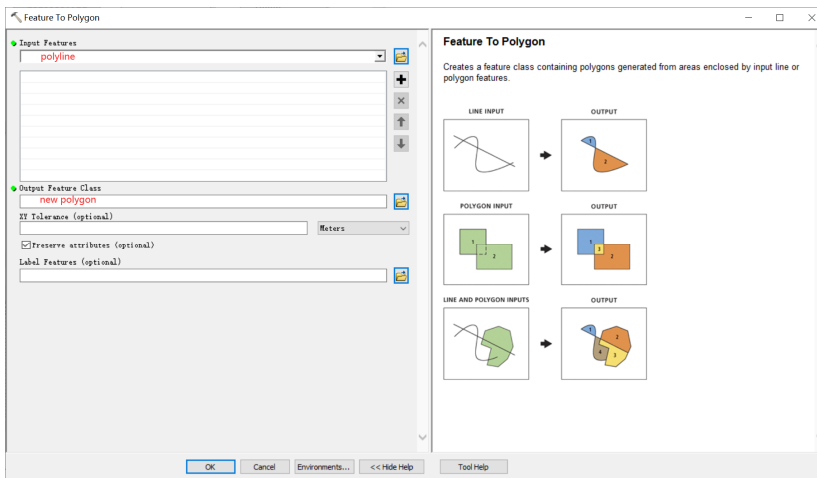 Feature To Polygon
Input Features
polyline
Output Feature Class
new polygon
XY Tolerance (optional)
Meters
Preserve attributes (optional)
Label Features (optional)
Feature To Polygon
Creates a feature class containing polygons generated from areas enclosed by input line or
polygon features.
LINE INPUT
OUTPUT
1
2
POLYGON INPUT
OUTPUT
1
2
1
3
2
LINE AND POLYGON INPUTS
OUTPUT
1
2
4
3
OK
Cancel
Environments...
<< Hide Help
Tool Help